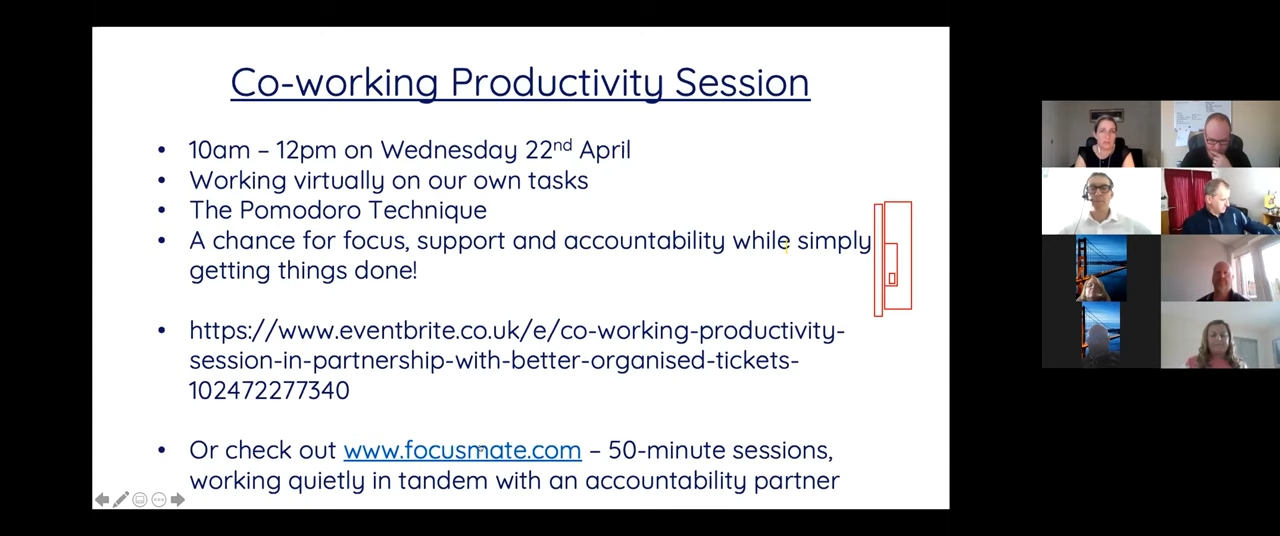 Co-working Productivity Session
• 10am – 12pm on Wednesday 22nd April
• Working virtually on our own tasks
• The Pomodoro Technique
• A chance for focus, support and accountability while simply
getting things done!
• https://www.eventbrite.co.uk/e/co-working-productivity-
session-in-partnership-with-better-organised-tickets-
102472277340
• Or check out www.focusmate.com – 50-minute sessions,
working quietly in tandem with an accountability partner